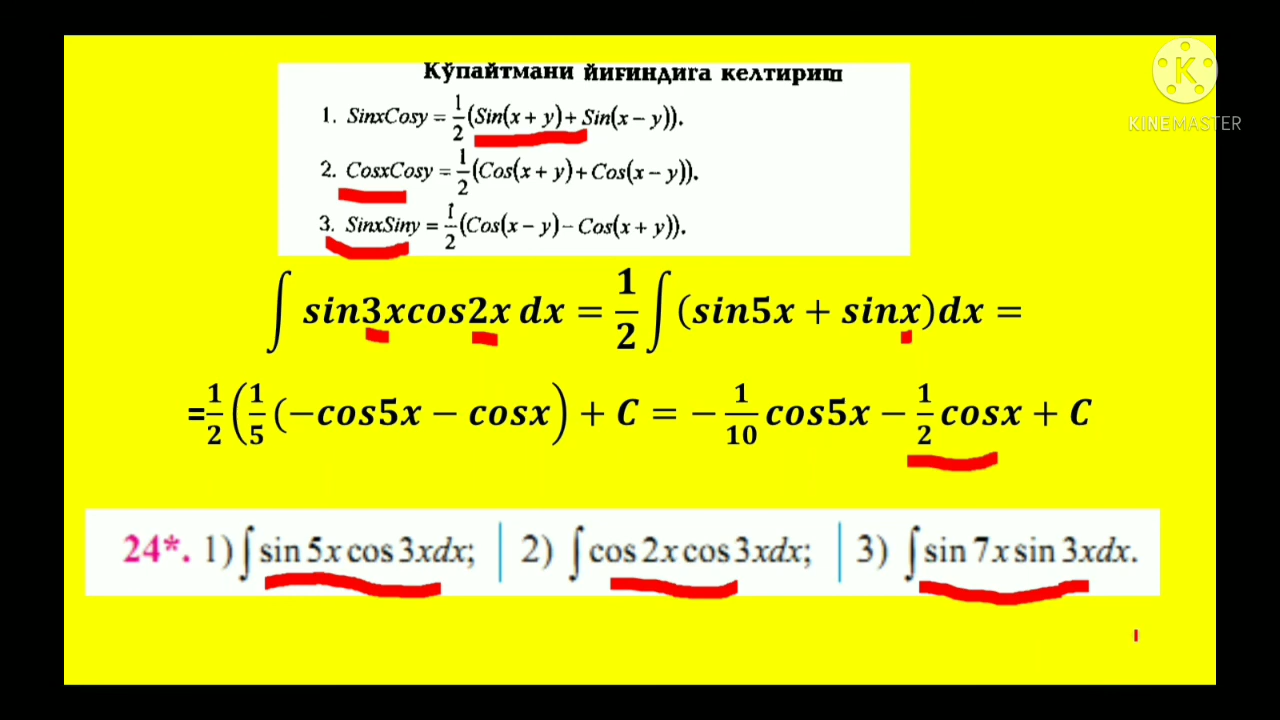 Кўпайтмани йиғиндига келтириш
K
KINEMASTER
1. SinxCosy = 1/2 (Sin(x + y) + Sin(x − y)).
2. CosxCosy = 1/2 (Cos(x + y) + Cos(x − y)).
3. SinxSiny = 1/2 (Cos(x − y) − Cos(x + y)).
∫ sin3xcos2x dx = 1/2 ∫ (sin5x + sinx)dx =
=1/2 (1/5 (−cos5x − cosx) + C = − 1/10 cos5x − 1/2 cosx + C
24*. 1) ∫ sin 5x cos 3xdx; | 2) ∫ cos 2x cos 3xdx; | 3) ∫ sin 7x sin 3xdx.